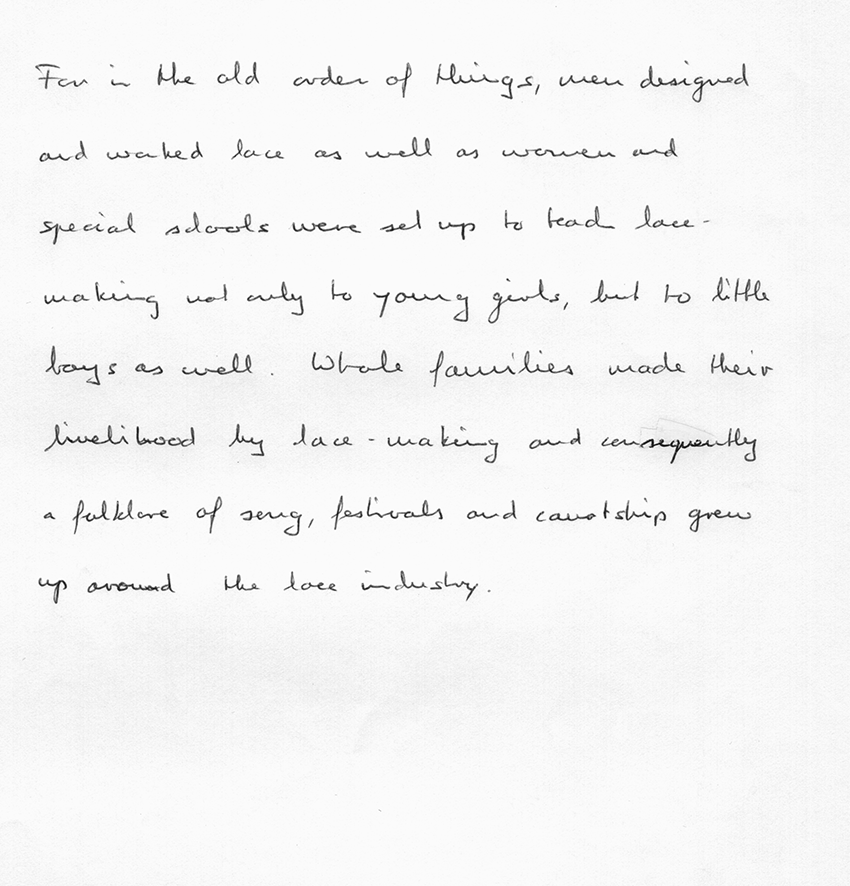 For in the old order of things, men designed
and worked lace as well as women and
special schools were set up to teach lace-
making not only to young girls, but to little
boys as well. Whole families made their
livelihood by lace-making and consequently
a folklore of song, festivals and courtship grew
up around the lace industry.